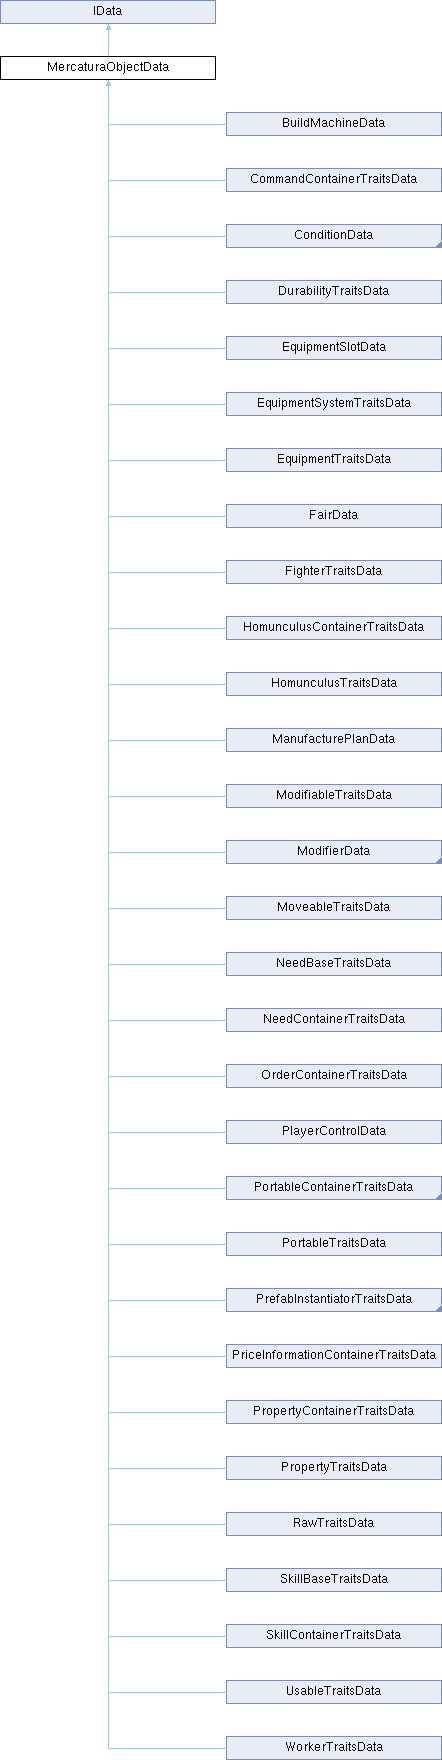 IData
MercaturaObjectData
BuildMachineData
CommandContainerTraitsData
ConditionData
DurabilityTraitsData
EquipmentSlotData
EquipmentSystemTraitsData
EquipmentTraitsData
FairData
FighterTraitsData
HomunculusContainerTraitsData
HomunculusTraitsData
ManufacturePlanData
ModifiableTraitsData
ModifierData
MoveableTraitsData
NeedBaseTraitsData
NeedContainerTraitsData
OrderContainerTraitsData
PlayerControlData
PortableContainerTraitsData
PortableTraitsData
PrefabInstantiatorTraitsData
PriceInformationContainerTraitsData
PropertyContainerTraitsData
PropertyTraitsData
RawTraitsData
SkillBaseTraitsData
SkillContainerTraitsData
UsableTraitsData
WorkerTraitsData